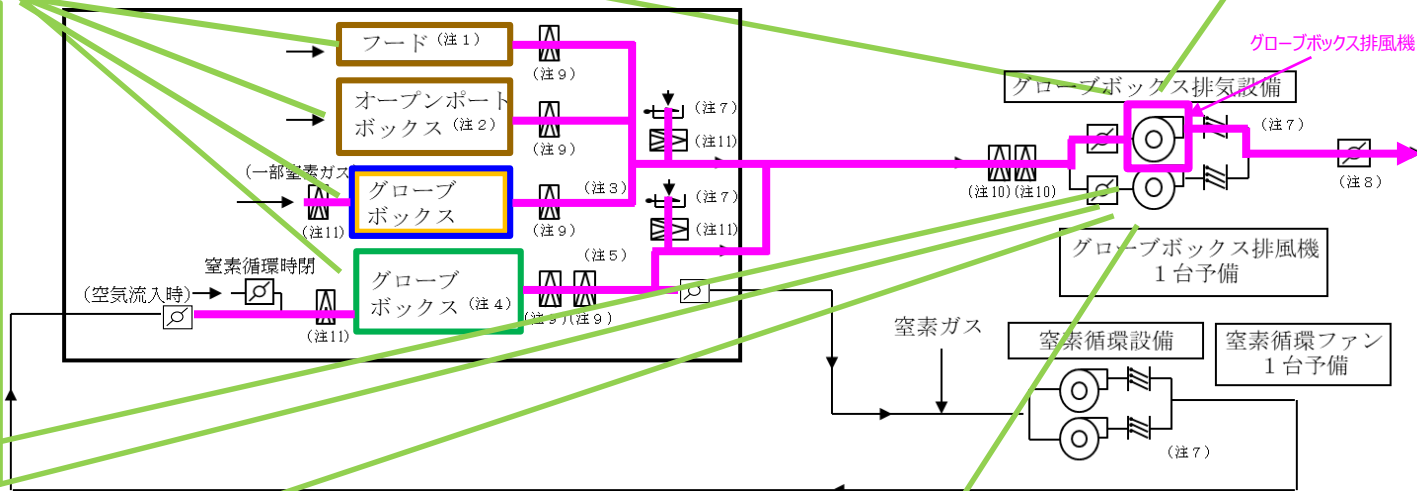 グローブボックス排風機
フード(注1)
(注9)
オープンポート
ボックス(注2)
(注9)
(注7)
(注11)
グローブボックス排気設備
(注7)
(注8)
(注10)(注10)
(一部窒素ガス
(注11)
グローブ
ボックス
(注3)
(注9)
(注7)
(注11)
グローブボックス排風機
1台予備
窒素循環時閉
(空気流入時)
(注11)
グローブ
ボックス(注4)
(注5)
(注9)(注9)
窒素ガス
窒素循環設備
窒素循環ファン
1台予備
(注7)